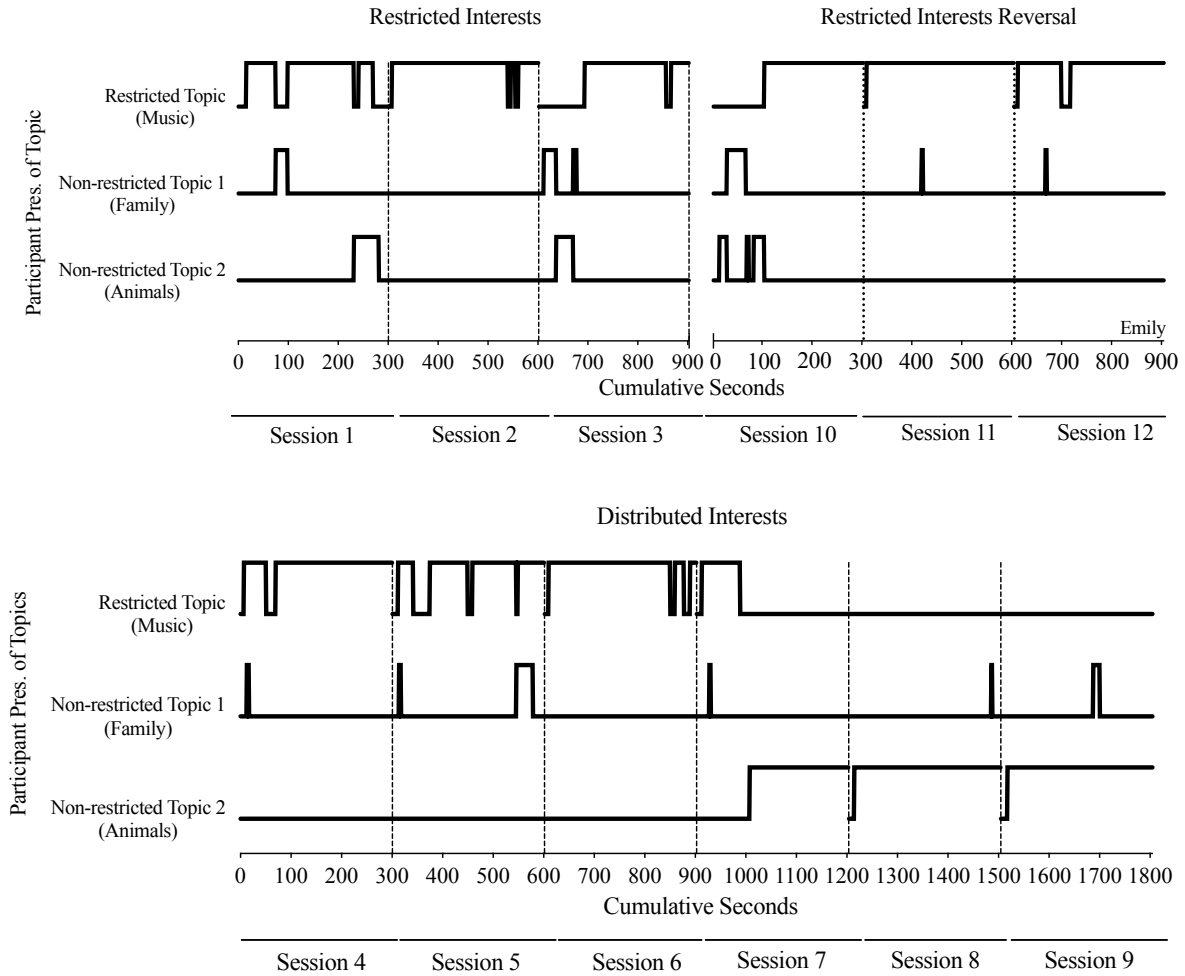 Restricted Interests
Restricted Interests Reversal
Participant Pres. of Topic
Restricted Topic
(Music)
Non-restricted Topic 1
(Family)
Non-restricted Topic 2
(Animals)
Emily
0 100 200 300 400 500 600 700 800 900
0 100 200 300 400 500 600 700 800 900
Cumulative Seconds
Session 1 Session 2 Session 3 Session 10 Session 11 Session 12
Distributed Interests
Participant Pres. of Topics
Restricted Topic
(Music)
Non-restricted Topic 1
(Family)
Non-restricted Topic 2
(Animals)
0 100 200 300 400 500 600 700 800 900 1000 1100 1200 1300 1400 1500 1600 1700 1800
Cumulative Seconds
Session 4 Session 5 Session 6 Session 7 Session 8 Session 9